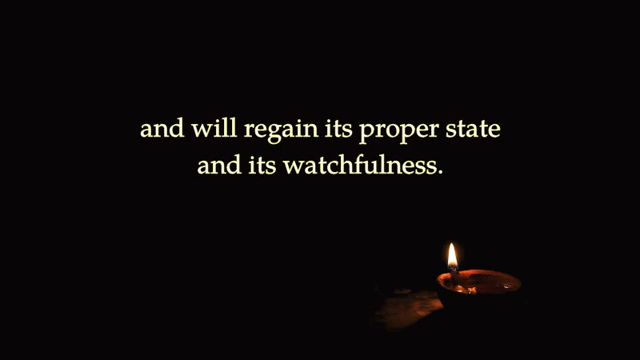 and will regain its proper state
and its watchfulness.